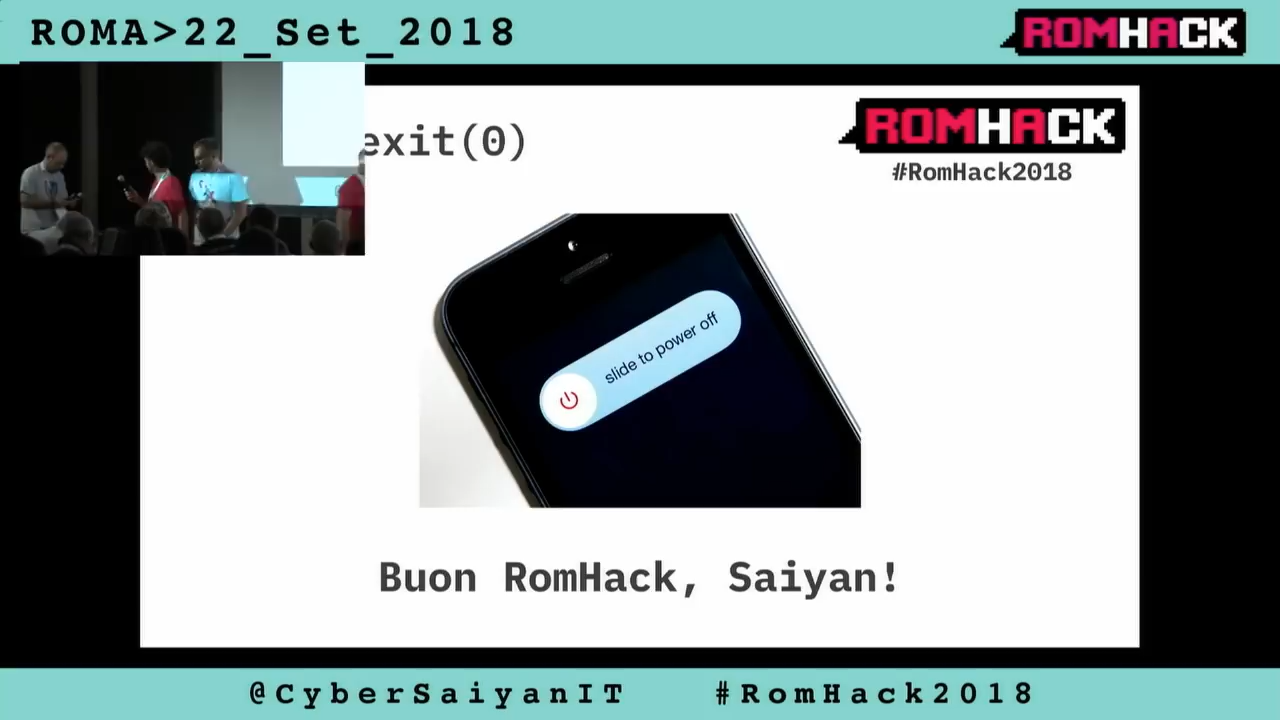 ROMA>22_Set_2018
ROMHACK
exit(0)
ROMHACK
#RomHack2018
slide to power off
Buon RomHack, Saiyan!
@CyberSaiyanIT #RomHack2018